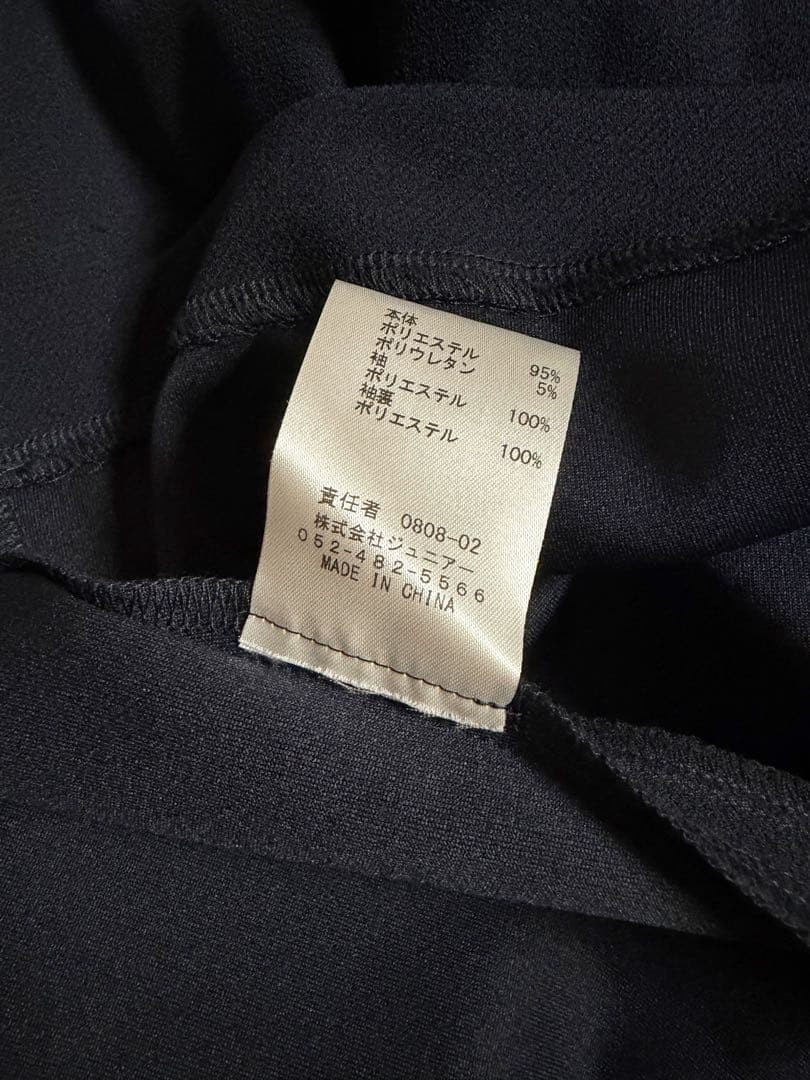 本体
ポリエステル 95%
ポリウレタン 5%
袖
ポリエステル 100%
袖裏
ポリエステル 100%
責任者 0808-02
株式会社ジュニアー
052-482-5566
MADE IN CHINA